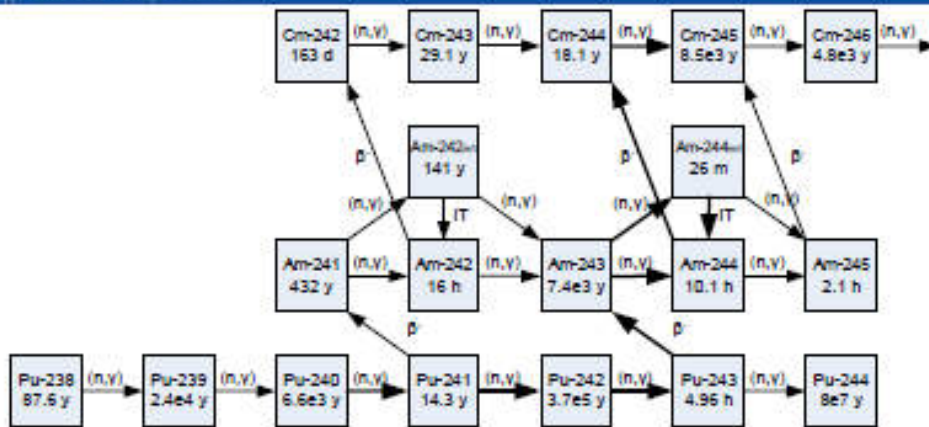 Cm-242 (n,γ) Cm-243 (n,γ) Cm-244 (n,γ) Cm-245 (n,γ) Cm-246 (n,γ)
163 d 29.1 y 18.1 y 8.5e3 y 4.8e3 y
Am-242m1 Am-244m1
β- 141 y β- 26 m β-
(n,γ) IT (n,γ) (n,γ) IT (n,γ)
Am-241 (n,γ) Am-242 (n,γ) Am-243 (n,γ) Am-244 (n,γ) Am-245
432 y 16 h 7.4e3 y 10.1 h 2.1 h
β- β-
Pu-238 (n,γ) Pu-239 (n,γ) Pu-240 (n,γ) Pu-241 (n,γ) Pu-242 (n,γ) Pu-243 (n,γ) Pu-244
87.6 y 2.4e4 y 6.6e3 y 14.3 y 3.7e5 y 4.96 h 8e7 y